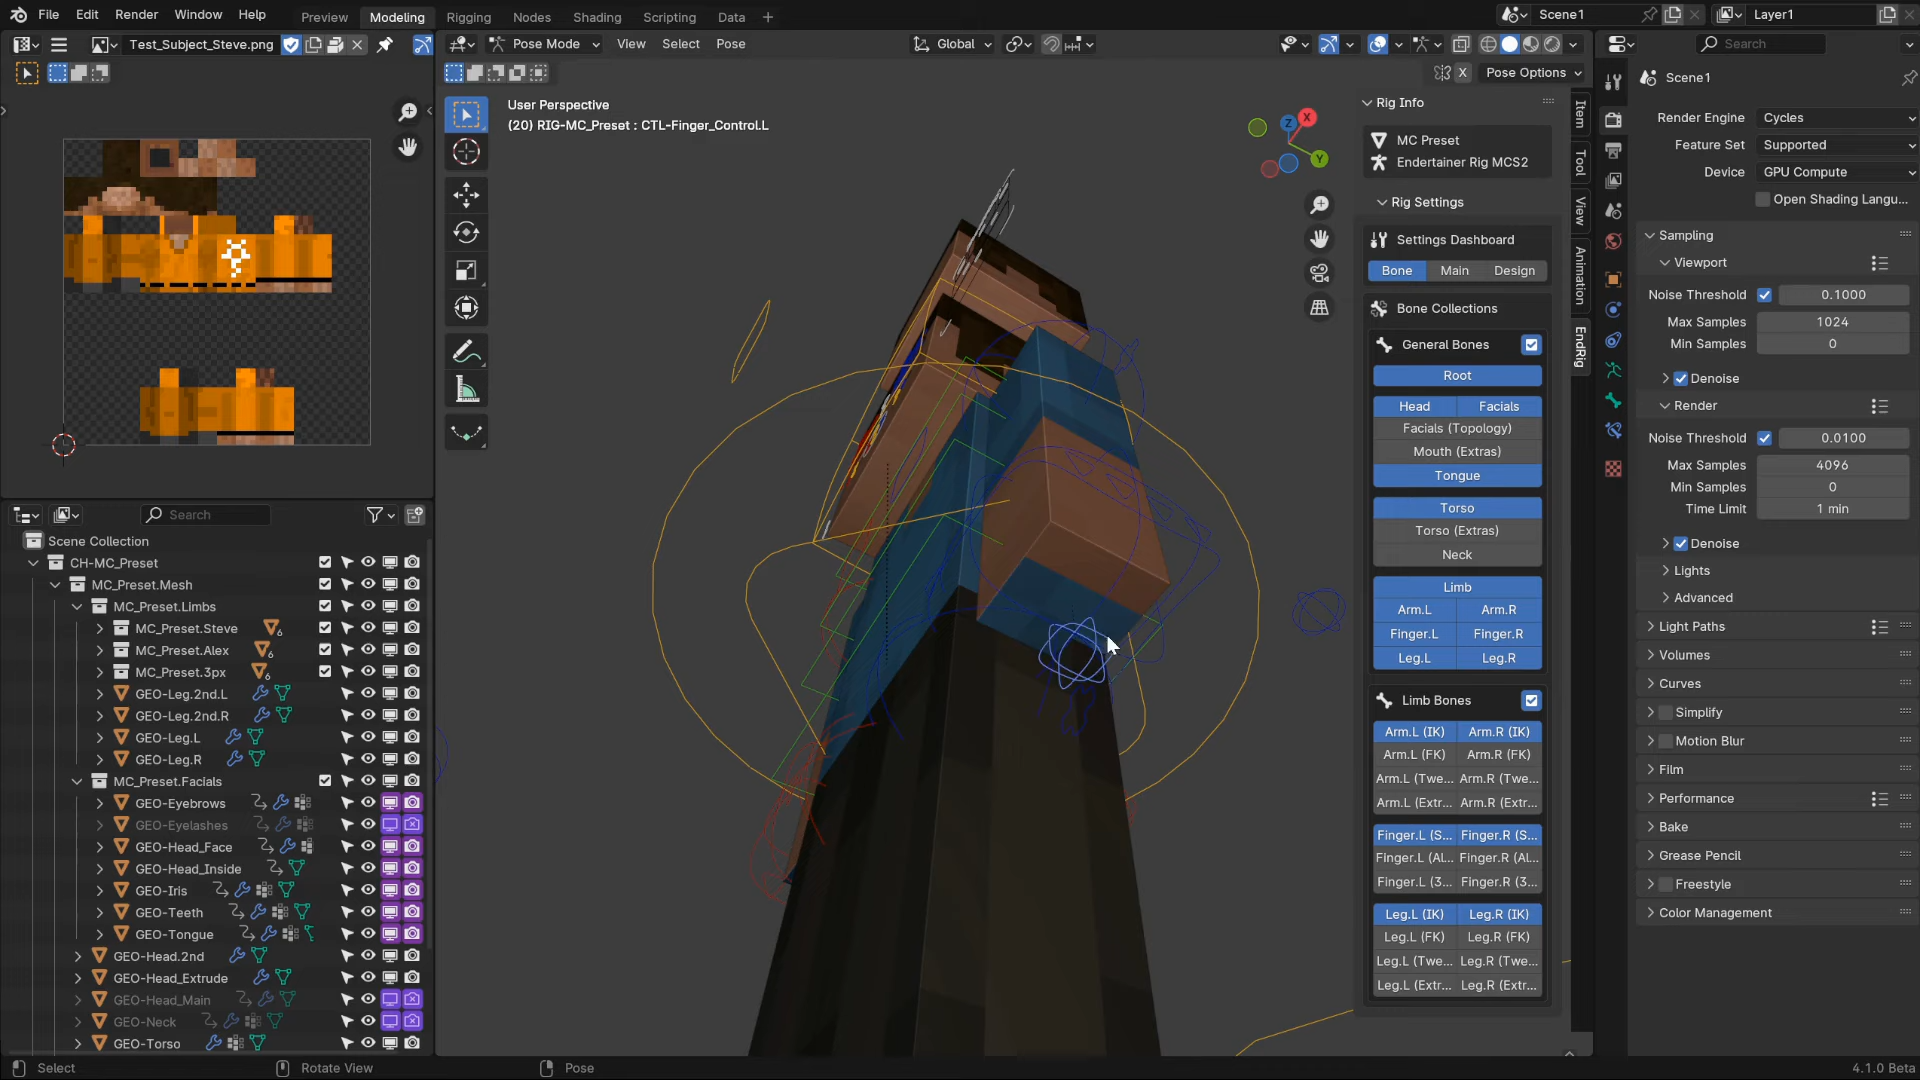 File Edit Render Window Help Preview Modeling Rigging Nodes Shading Scripting Data + Scene1 Layer1
Test_Subject_Steve.png Pose Mode View Select Pose Global Search
X Pose Options Scene1
User Perspective
(20) RIG-MC_Preset : CTL-Finger_Control.L
Z X Y
Rig Info
MC Preset
Endertainer Rig MCS2
Rig Settings
Settings Dashboard
Bone Main Design
Bone Collections
General Bones
Root
Head Facials
Facials (Topology)
Mouth (Extras)
Tongue
Torso
Torso (Extras)
Neck
Limb
Arm.L Arm.R
Finger.L Finger.R
Leg.L Leg.R
Limb Bones
Arm.L (IK) Arm.R (IK)
Arm.L (FK) Arm.R (FK)
Arm.L (Twe... Arm.R (Twe...
Arm.L (Extr... Arm.R (Extr...
Finger.L (S... Finger.R (S...
Finger.L (Al... Finger.R (Al...
Finger.L (3... Finger.R (3...
Leg.L (IK) Leg.R (IK)
Leg.L (FK) Leg.R (FK)
Leg.L (Twe... Leg.R (Twe...
Leg.L (Extr... Leg.R (Extr...
Item
Tool
View
Animation
EndRig
Render Engine Cycles
Feature Set Supported
Device GPU Compute
Open Shading Langu...
Sampling
Viewport
Noise Threshold 0.1000
Max Samples 1024
Min Samples 0
Denoise
Render
Noise Threshold 0.0100
Max Samples 4096
Min Samples 0
Time Limit 1 min
Denoise
Lights
Advanced
Light Paths
Volumes
Curves
Simplify
Motion Blur
Film
Performance
Bake
Grease Pencil
Freestyle
Color Management
Search
Scene Collection
CH-MC_Preset
MC_Preset.Mesh
MC_Preset.Limbs
MC_Preset.Steve 6
MC_Preset.Alex 6
MC_Preset.3px 6
GEO-Leg.2nd.L
GEO-Leg.2nd.R
GEO-Leg.L
GEO-Leg.R
MC_Preset.Facials
GEO-Eyebrows
GEO-Eyelashes
GEO-Head_Face
GEO-Head_Inside
GEO-Iris
GEO-Teeth
GEO-Tongue
GEO-Head.2nd
GEO-Head_Extrude
GEO-Head_Main
GEO-Neck
GEO-Torso
Select Rotate View Pose 4.1.0 Beta